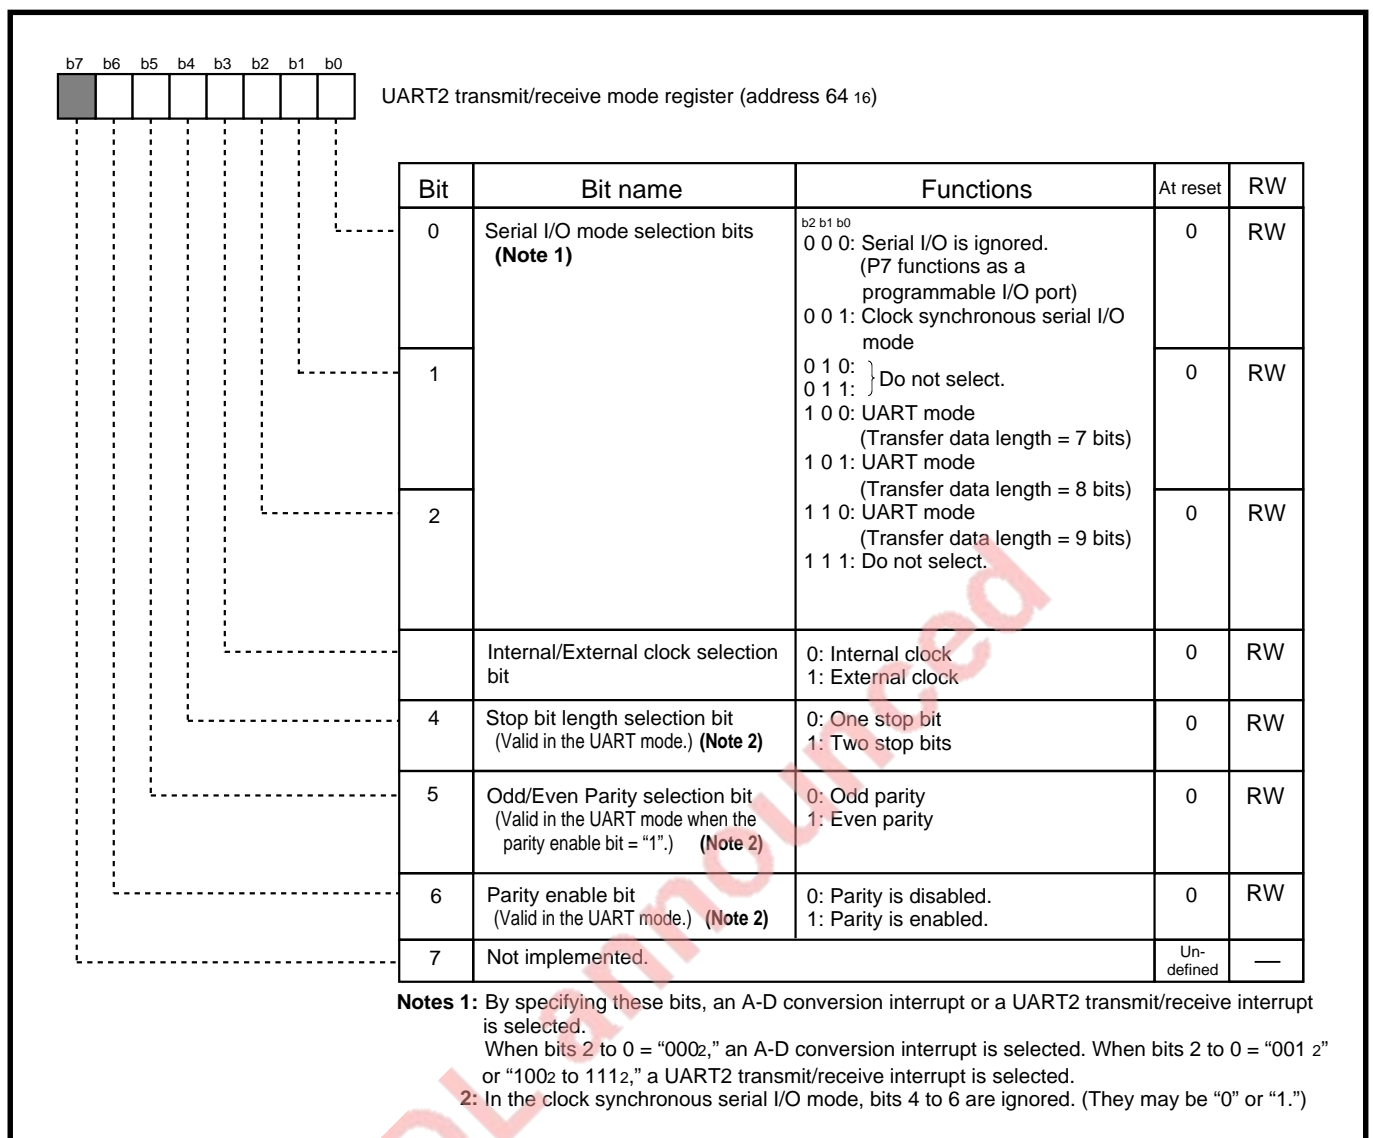 b7 b6 b5 b4 b3 b2 b1 b0
UART2 transmit/receive mode register (address 64 16)
Bit Bit name Functions At reset RW
0 Serial I/O mode selection bits 0 RW
(Note 1)
b2 b1 b0
0 0 0: Serial I/O is ignored.
(P7 functions as a
programmable I/O port)
0 0 1: Clock synchronous serial I/O
mode
1 0 RW
0 1 0:
0 1 1: Do not select.
1 0 0: UART mode
(Transfer data length = 7 bits)
1 0 1: UART mode
(Transfer data length = 8 bits)
2 0 RW
1 1 0: UART mode
(Transfer data length = 9 bits)
1 1 1: Do not select.
Internal/External clock selection 0: Internal clock 0 RW
bit 1: External clock
4 Stop bit length selection bit 0: One stop bit 0 RW
(Valid in the UART mode.) (Note 2) 1: Two stop bits
5 Odd/Even Parity selection bit 0: Odd parity 0 RW
(Valid in the UART mode when the 1: Even parity
parity enable bit = “1”.) (Note 2)
6 Parity enable bit 0: Parity is disabled. 0 RW
(Valid in the UART mode.) (Note 2) 1: Parity is enabled.
7 Not implemented. Un- —
defined
Notes 1: By specifying these bits, an A-D conversion interrupt or a UART2 transmit/receive interrupt
is selected.
When bits 2 to 0 = “0002,” an A-D conversion interrupt is selected. When bits 2 to 0 = “001 2”
or “1002 to 1112,” a UART2 transmit/receive interrupt is selected.
2: In the clock synchronous serial I/O mode, bits 4 to 6 are ignored. (They may be “0” or “1.”)
announced